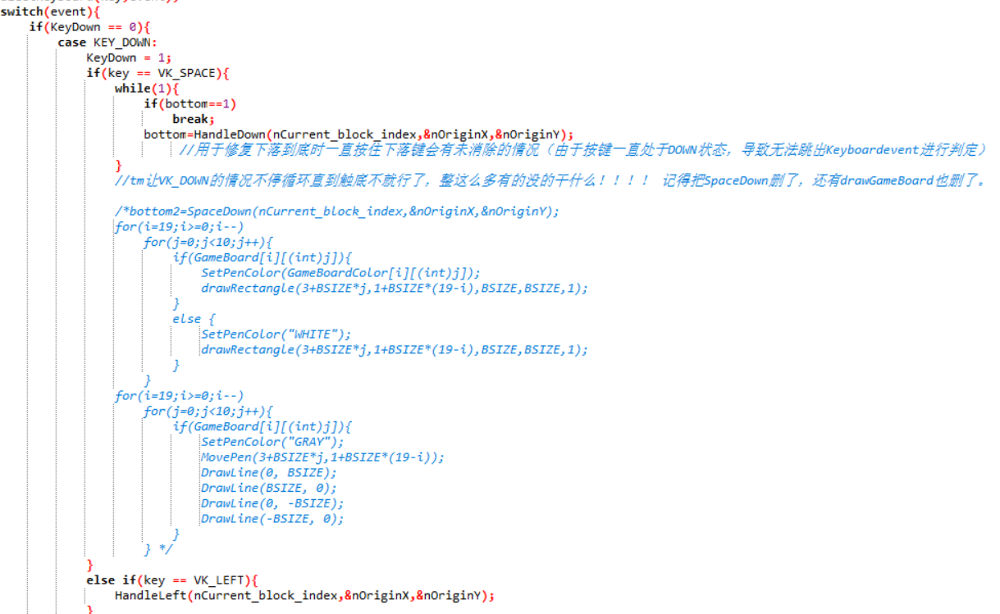 switch(event){
if(KeyDown == 0){
case KEY_DOWN:
KeyDown = 1;
if(key == VK_SPACE){
while(1){
if(bottom==1)
break;
bottom=HandleDown(nCurrent_block_index,&nOriginX,&nOriginY);
//用于修复下落到底时一直按住下落键会有未消除的情况（由于按键一直处于DOWN状态，导致无法跳出Keyboardevent进行判定）
}
//tm让VK_DOWN的情况不停循环直到触底不就行了，整这么多有的没的干什么！！！！ 记得把SpaceDown删了，还有drawGameBoard也删了。
/*bottom2=SpaceDown(nCurrent_block_index,&nOriginX,&nOriginY);
for(i=19;i>=0;i--)
for(j=0;j<10;j++){
if(GameBoard[i][(int)j]){
SetPenColor(GameBoardColor[i][(int)j]);
drawRectangle(3+BSIZE*j,1+BSIZE*(19-i),BSIZE,BSIZE,1);
}
else {
SetPenColor("WHITE");
drawRectangle(3+BSIZE*j,1+BSIZE*(19-i),BSIZE,BSIZE,1);
}
}
for(i=19;i>=0;i--)
for(j=0;j<10;j++){
if(GameBoard[i][(int)j]){
SetPenColor("GRAY");
MovePen(3+BSIZE*j,1+BSIZE*(19-i));
DrawLine(0, BSIZE);
DrawLine(BSIZE, 0);
DrawLine(0, -BSIZE);
DrawLine(-BSIZE, 0);
}
} */
}
else if(key == VK_LEFT){
HandleLeft(nCurrent_block_index,&nOriginX,&nOriginY);
}